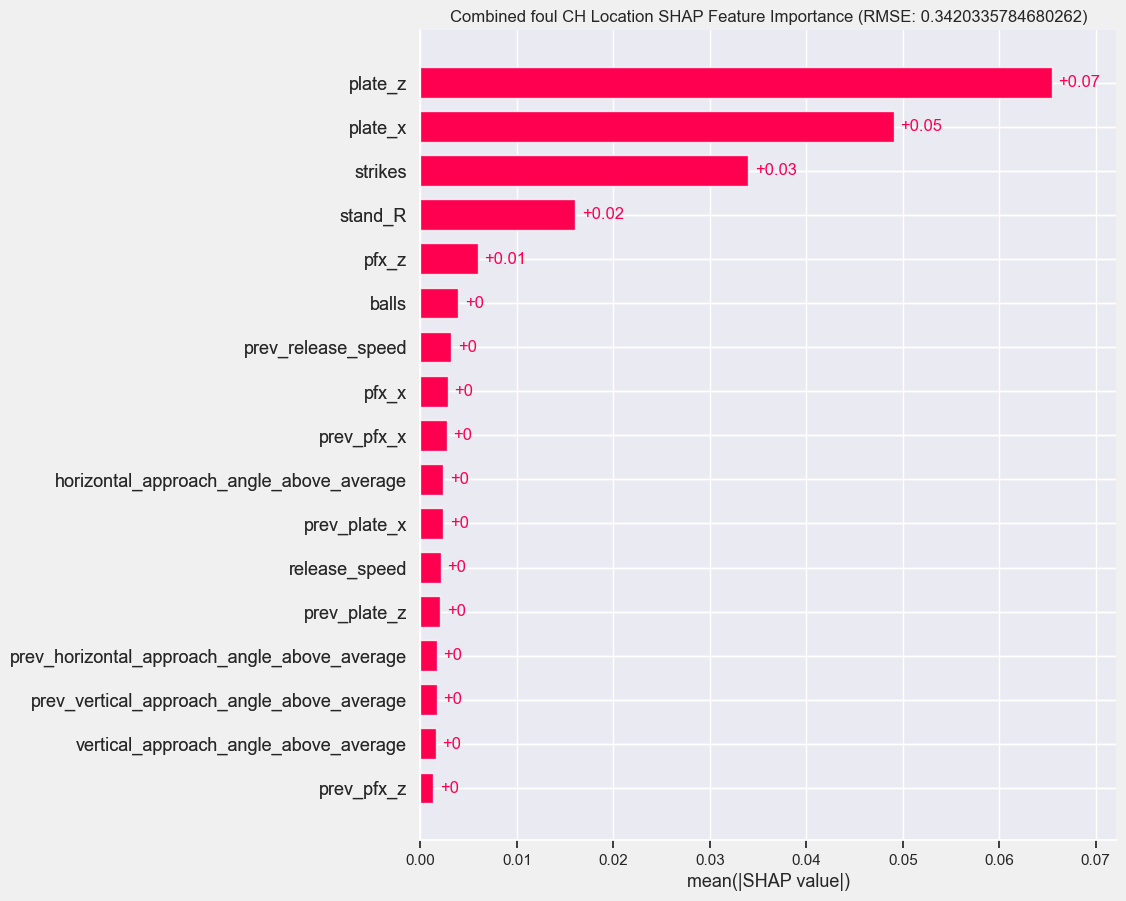 Combined foul CH Location SHAP Feature Importance (RMSE: 0.3420335784680262)
plate_z +0.07
plate_x +0.05
strikes +0.03
stand_R +0.02
pfx_z +0.01
balls +0
prev_release_speed +0
pfx_x +0
prev_pfx_x +0
horizontal_approach_angle_above_average +0
prev_plate_x +0
release_speed +0
prev_plate_z +0
prev_horizontal_approach_angle_above_average +0
prev_vertical_approach_angle_above_average +0
vertical_approach_angle_above_average +0
prev_pfx_z +0
0.00 0.01 0.02 0.03 0.04 0.05 0.06 0.07
mean(|SHAP value|)